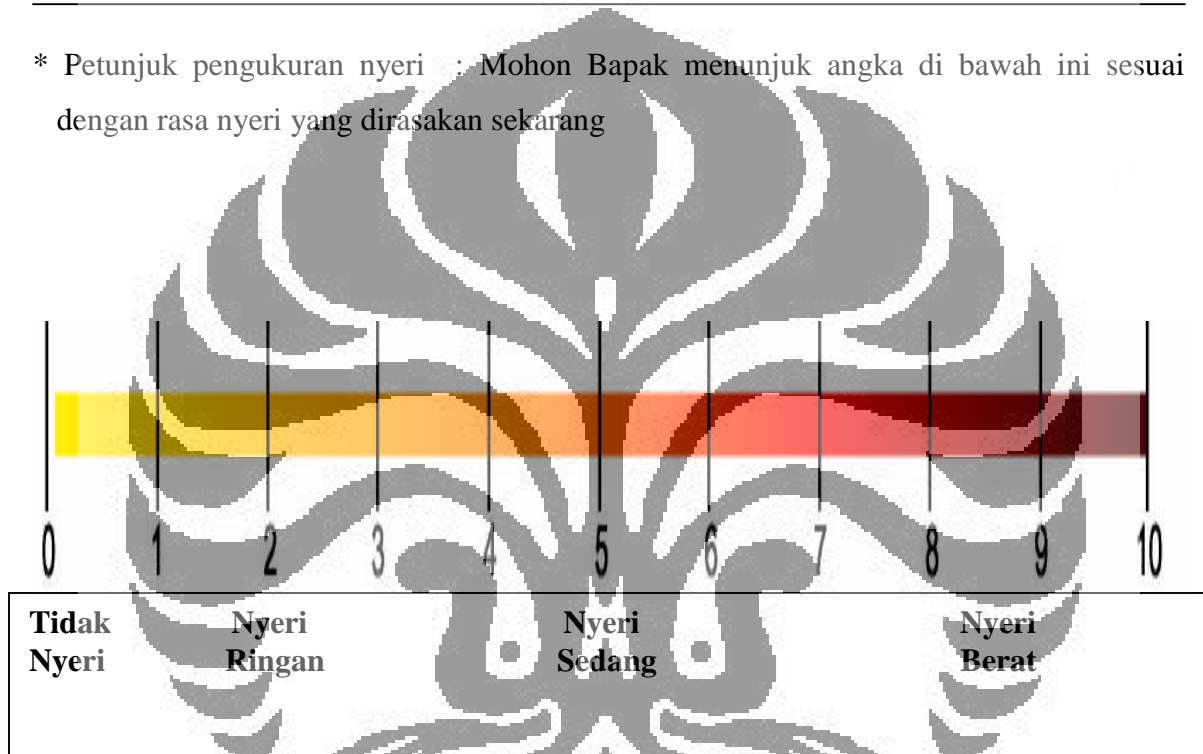 * Petunjuk pengukuran nyeri : Mohon Bapak menunjuk angka di bawah ini sesuai
dengan rasa nyeri yang dirasakan sekarang
0 1 2 3 4 5 6 7 8 9 10
Tidak Nyeri Nyeri Nyeri
Nyeri Ringan Sedang Berat